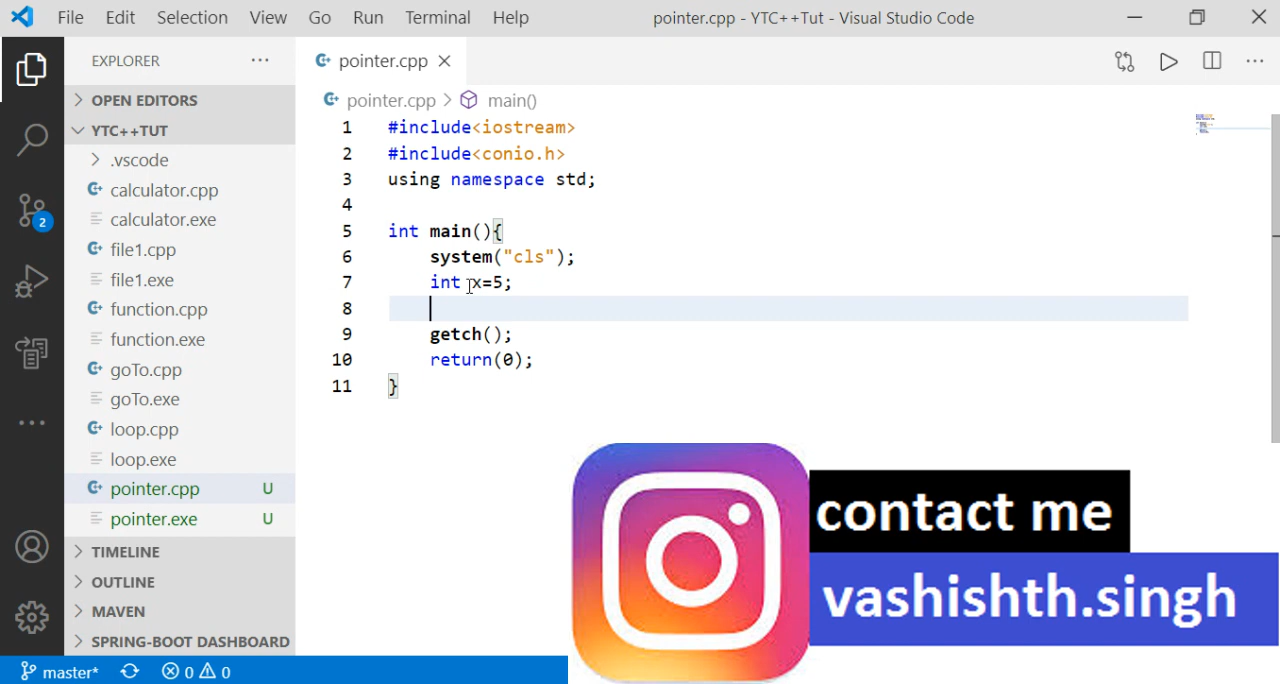 File Edit Selection View Go Run Terminal Help pointer.cpp - YTC++Tut - Visual Studio Code
EXPLORER
OPEN EDITORS
YTC++TUT
.vscode
calculator.cpp
calculator.exe
file1.cpp
file1.exe
function.cpp
function.exe
goTo.cpp
goTo.exe
loop.cpp
loop.exe
pointer.cpp U
pointer.exe U
TIMELINE
OUTLINE
MAVEN
SPRING-BOOT DASHBOARD
2
pointer.cpp
pointer.cpp > main()
1 #include<iostream>
2 #include<conio.h>
3 using namespace std;
4
5 int main(){
6 system("cls");
7 int x=5;
8
9 getch();
10 return(0);
11 }
contact me
vashishth.singh
master* 0 0